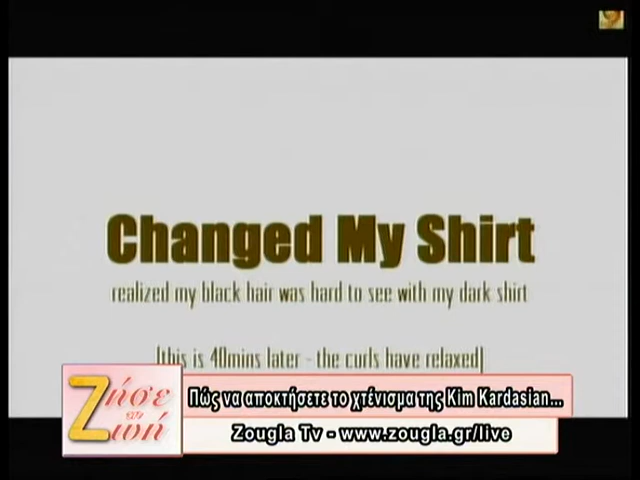 Changed My Shirt
realized my black hair was hard to see with my dark shirt
[this is 40mins later - the curls have relaxed]
Ζήσε
τη
Ζωή
Πώς να αποκτήσετε το χτένισμα της Kim Kardasian...
Zougla Tv - www.zougla.gr/live